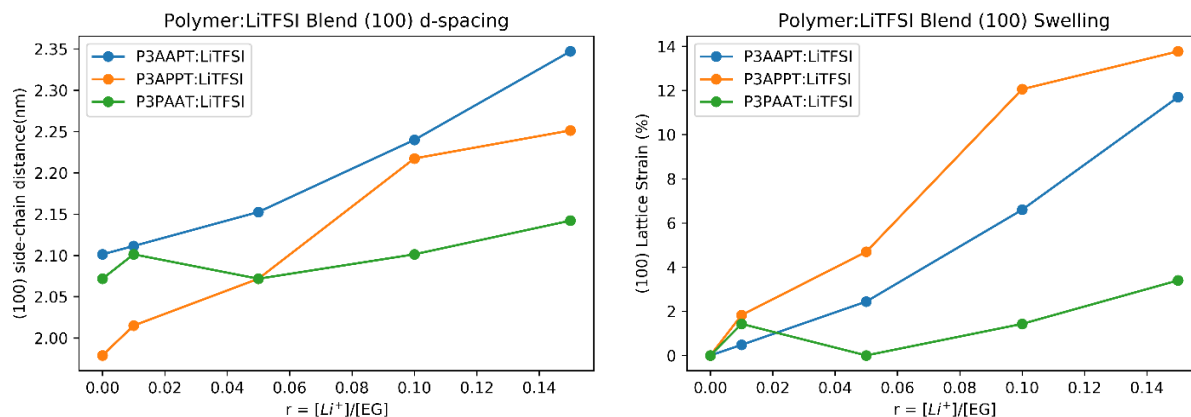 Polymer:LiTFSI Blend (100) d-spacing
P3AAPT:LiTFSI
P3APPT:LiTFSI
P3PAAT:LiTFSI
(100) side-chain distance(nm)
2.35
2.30
2.25
2.20
2.15
2.10
2.05
2.00
0.00 0.02 0.04 0.06 0.08 0.10 0.12 0.14
r = [Li⁺]/[EG]
Polymer:LiTFSI Blend (100) Swelling
P3AAPT:LiTFSI
P3APPT:LiTFSI
P3PAAT:LiTFSI
(100) Lattice Strain (%)
14
12
10
8
6
4
2
0
0.00 0.02 0.04 0.06 0.08 0.10 0.12 0.14
r = [Li⁺]/[EG]